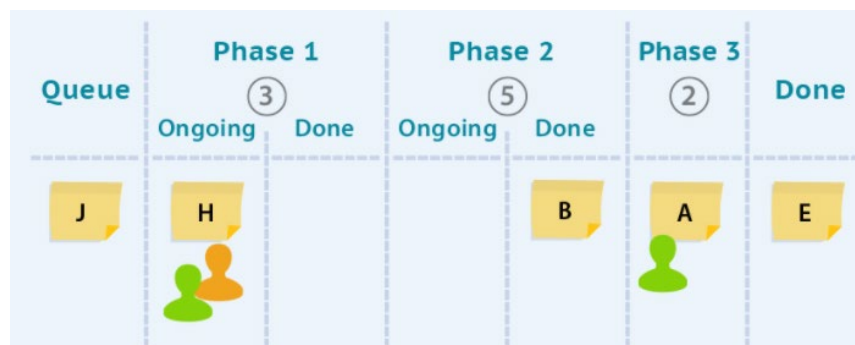 Phase 1
Phase 2
Phase 3
Queue
3
5
2
Done
Ongoing
Done
Ongoing
Done
J
H
B
A
E